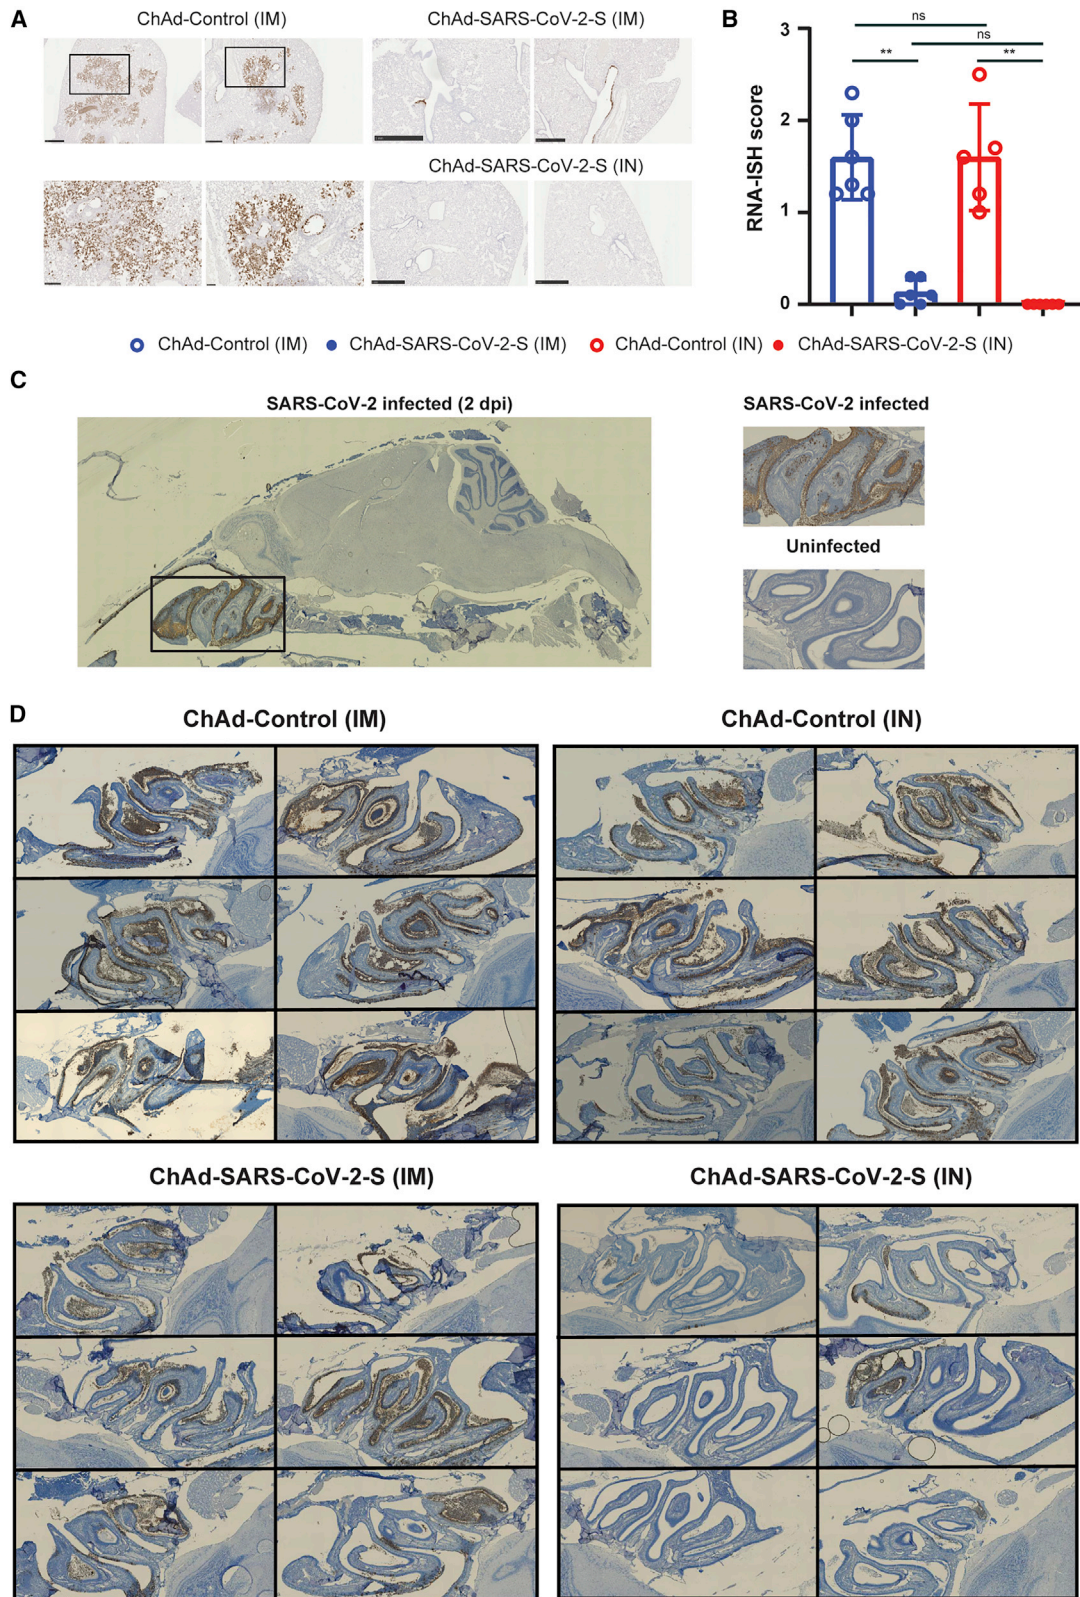 A
ChAd-Control (IM)
ChAd-SARS-CoV-2-S (IM)
ChAd-SARS-CoV-2-S (IN)
B
ns
ns
**
**
3
2
1
0
RNA-ISH score
ChAd-Control (IM)
ChAd-SARS-CoV-2-S (IM)
ChAd-Control (IN)
ChAd-SARS-CoV-2-S (IN)
C
SARS-CoV-2 infected (2 dpi)
SARS-CoV-2 infected
Uninfected
D
ChAd-Control (IM)
ChAd-Control (IN)
ChAd-SARS-CoV-2-S (IM)
ChAd-SARS-CoV-2-S (IN)